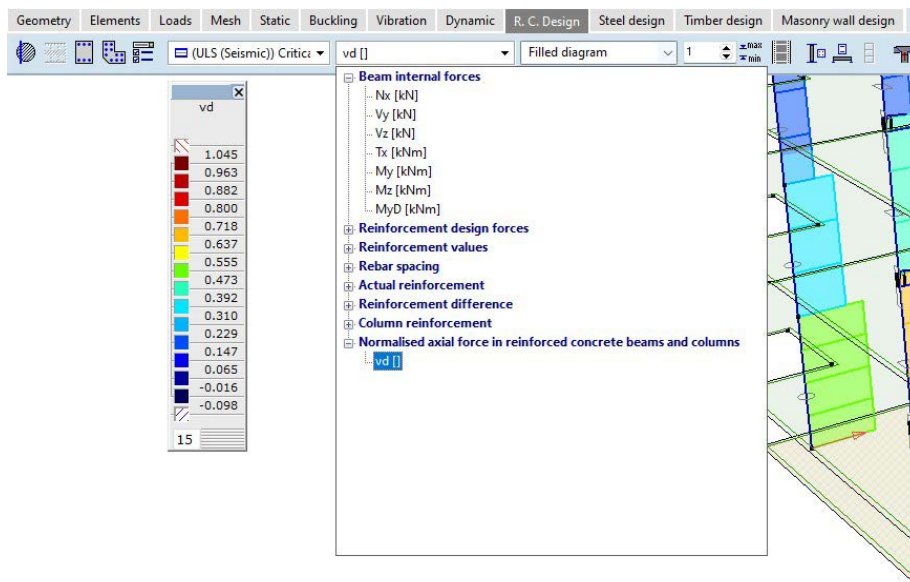 Geometry Elements Loads Mesh Static Buckling Vibration Dynamic R. C. Design Steel design Timber design Masonry wall design
(ULS (Seismic)) Critica vd [] Filled diagram 1 max
min
vd
1.045
0.963
0.882
0.800
0.718
0.637
0.555
0.473
0.392
0.310
0.229
0.147
0.065
-0.016
-0.098
15
Beam internal forces
Nx [kN]
Vy [kN]
Vz [kN]
Tx [kNm]
My [kNm]
Mz [kNm]
MyD [kNm]
Reinforcement design forces
Reinforcement values
Rebar spacing
Actual reinforcement
Reinforcement difference
Column reinforcement
Normalised axial force in reinforced concrete beams and columns
vd []